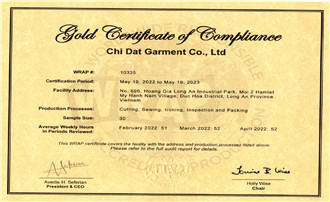 Gold Certificate of Compliance
Chi Dat Garment Co., Ltd
WRAP #: 10335
Certification Period: May 19, 2022 to May 19, 2023
Facility Address: No. 606, Hoang Gia Long An Industrial Park, Moi 2 Hamlet
My Hanh Nam Village, Duc Hoa District, Long An Province
Vietnam
Production Processes: Cutting, Sewing, Ironing, Inspection and Packing
Sample Size: 30
Average Weekly Hours in Periods Reviewed: February 2022: 51 March 2022: 52 April 2022: 52
This WRAP certificate covers the facility with the address and production processes listed above.
Please refer to the full audit report for details.
Avedis H. Seferian
President & CEO
Holly Wise
Chair